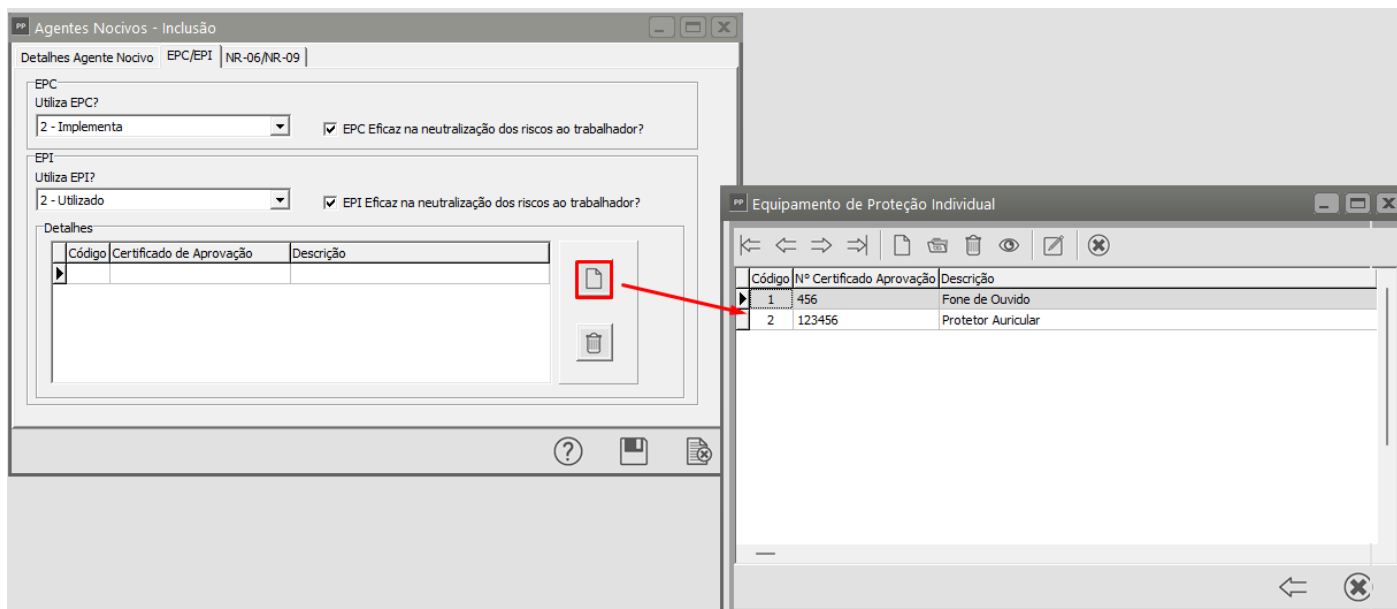 PP Agentes Nocivos - Inclusão
Detalhes Agente Nocivo EPC/EPI NR-06/NR-09
EPC
Utiliza EPC?
2 - Implementa
EPC Eficaz na neutralização dos riscos ao trabalhador?
EPI
Utiliza EPI?
2 - Utilizado
EPI Eficaz na neutralização dos riscos ao trabalhador?
Detalhes
Código Certificado de Aprovação Descrição
PP Equipamento de Proteção Individual
Código Nº Certificado Aprovação Descrição
1 456 Fone de Ouvido
2 123456 Protetor Auricular